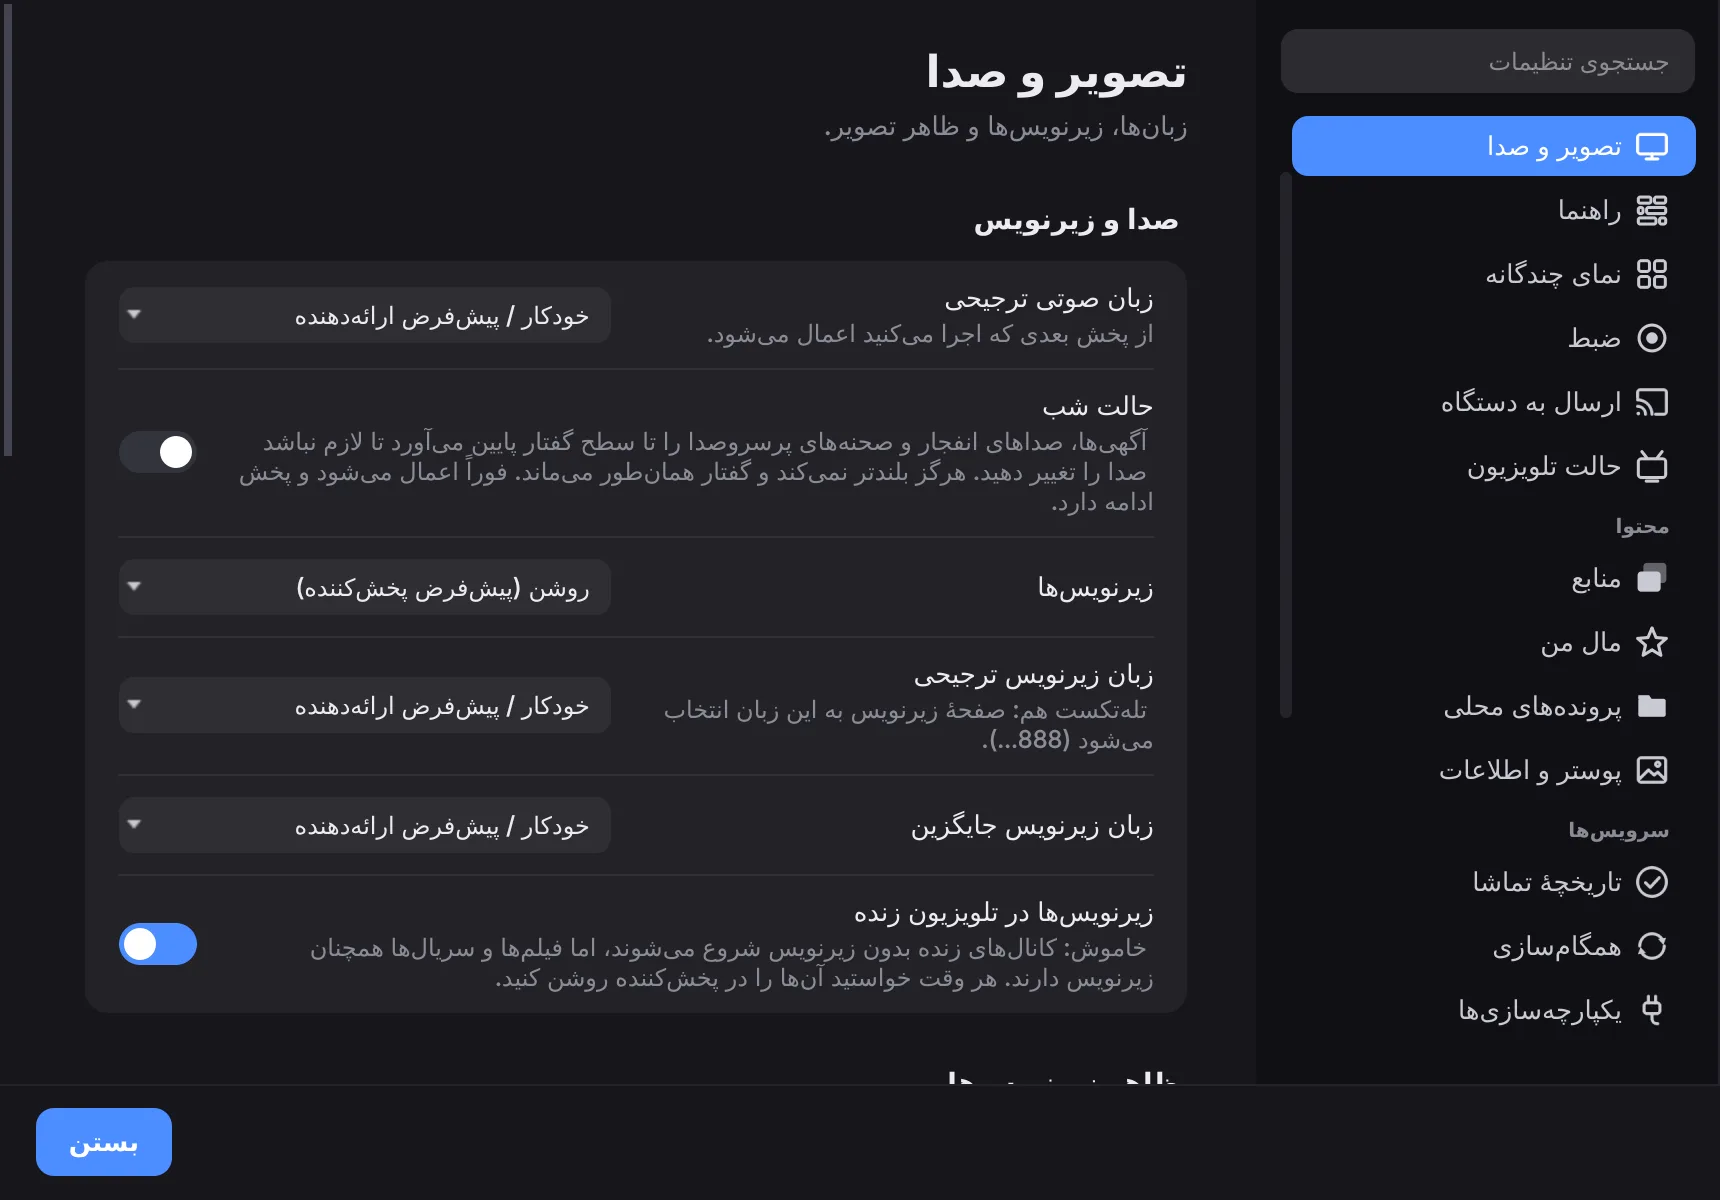 جستجوی تنظیمات
تصویر و صدا
راهنما
نمای چندگانه
ضبط
ارسال به دستگاه
حالت تلویزیون
محتوا
منابع
مال من
پرونده‌های محلی
پوستر و اطلاعات
سرویس‌ها
تاریخچهٔ تماشا
همگام‌سازی
یکپارچه‌سازی‌ها
تصویر و صدا
زبان‌ها، زیرنویس‌ها و ظاهر تصویر.
صدا و زیرنویس
زبان صوتی ترجیحی
از پخش بعدی که اجرا می‌کنید اعمال می‌شود.
خودکار / پیش‌فرض ارائه‌دهنده
حالت شب
آگهی‌ها، صداهای انفجار و صحنه‌های پرسروصدا را تا سطح گفتار پایین می‌آورد تا لازم نباشد
صدا را تغییر دهید. هرگز بلندتر نمی‌کند و گفتار همان‌طور می‌ماند. فوراً اعمال می‌شود و پخش
ادامه دارد.
زیرنویس‌ها
روشن (پیش‌فرض پخش‌کننده)
زبان زیرنویس ترجیحی
تله‌تکست هم: صفحهٔ زیرنویس به این زبان انتخاب
می‌شود (888…).
خودکار / پیش‌فرض ارائه‌دهنده
زبان زیرنویس جایگزین
خودکار / پیش‌فرض ارائه‌دهنده
زیرنویس‌ها در تلویزیون زنده
خاموش: کانال‌های زنده بدون زیرنویس شروع می‌شوند، اما فیلم‌ها و سریال‌ها همچنان
زیرنویس دارند. هر وقت خواستید آن‌ها را در پخش‌کننده روشن کنید.
بستن